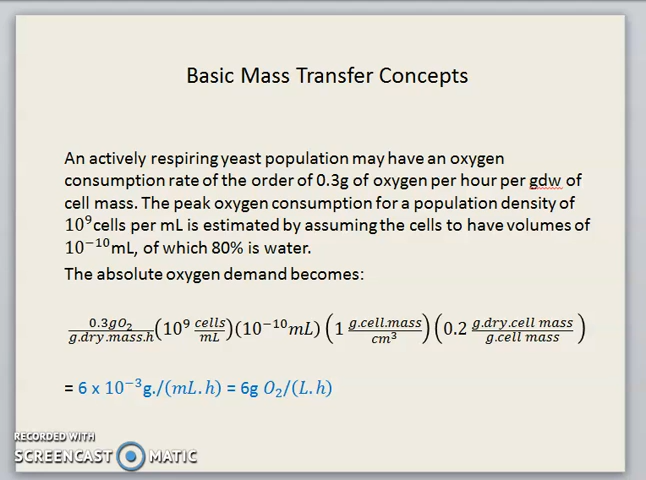 Basic Mass Transfer Concepts
An actively respiring yeast population may have an oxygen
consumption rate of the order of 0.3g of oxygen per hour per gdw of
cell mass. The peak oxygen consumption for a population density of
10⁹cells per mL is estimated by assuming the cells to have volumes of
10⁻¹⁰mL, of which 80% is water.
The absolute oxygen demand becomes:
0.3gO₂/g.dry.mass.h (10⁹ cells/mL)(10⁻¹⁰mL) (1 g.cell.mass/cm³) (0.2 g.dry.cell mass/g.cell mass)
= 6 x 10⁻³g./(mL.h) = 6g O₂/(L.h)
RECORDED WITH
SCREENCAST MATIC